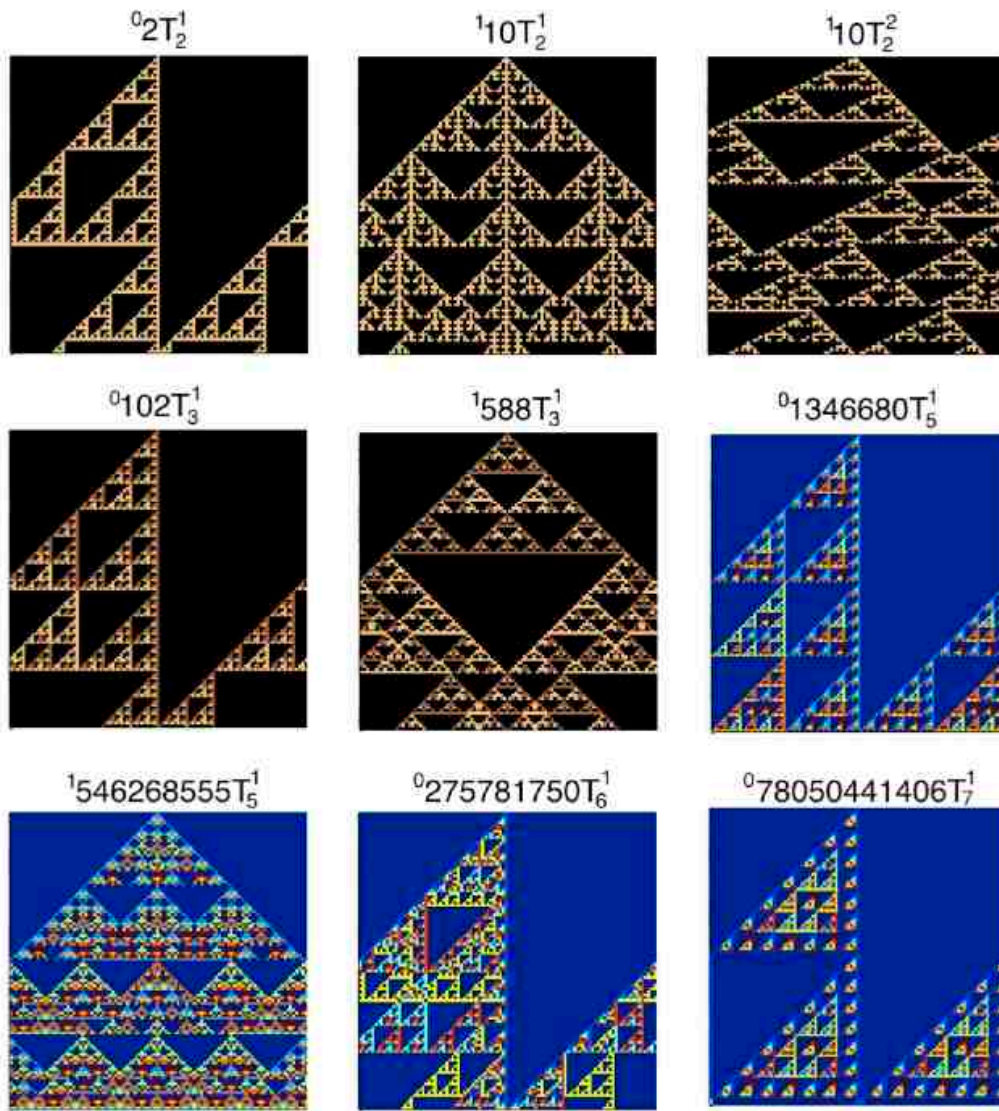 ⁰2T₂¹ ¹10T₂¹ ¹10T₂²
⁰102T₃¹ ¹588T₃¹ ⁰1346680T₅¹
¹546268555T₅¹ ⁰275781750T₆¹ ⁰78050441406T₇¹